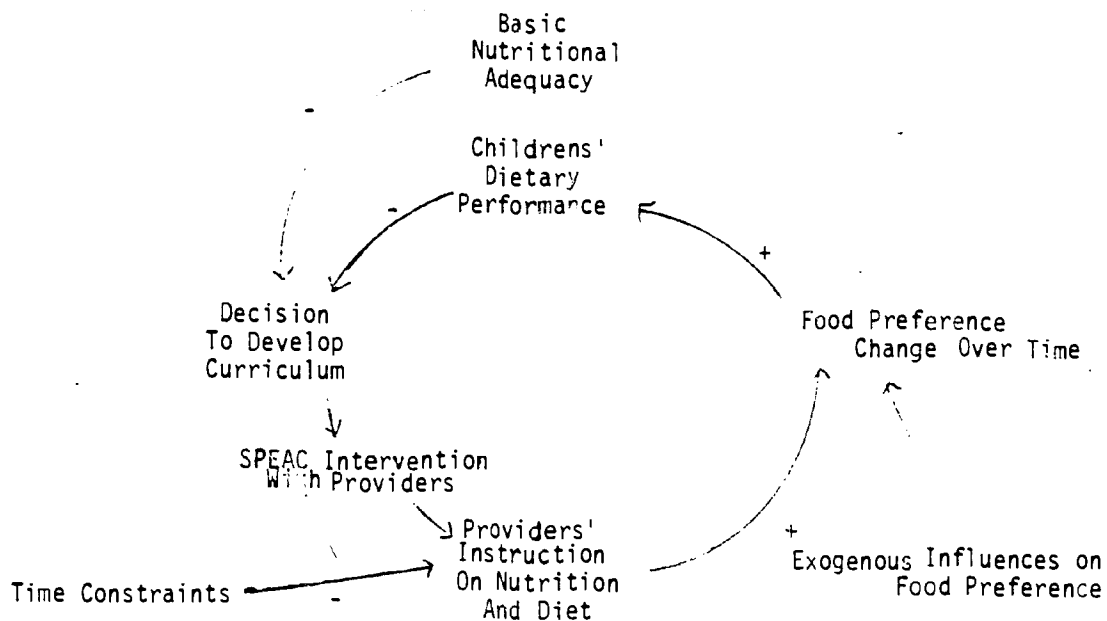 Basic
Nutritional
Adequacy
-
Childrens'
Dietary
Performance
-
+
Decision
To Develop
Curriculum
Food Preference
Change Over Time
SPEAC Intervention
With Providers
Providers'
Instruction
On Nutrition
And Diet
+
Exogenous Influences on
Food Preference
Time Constraints
-